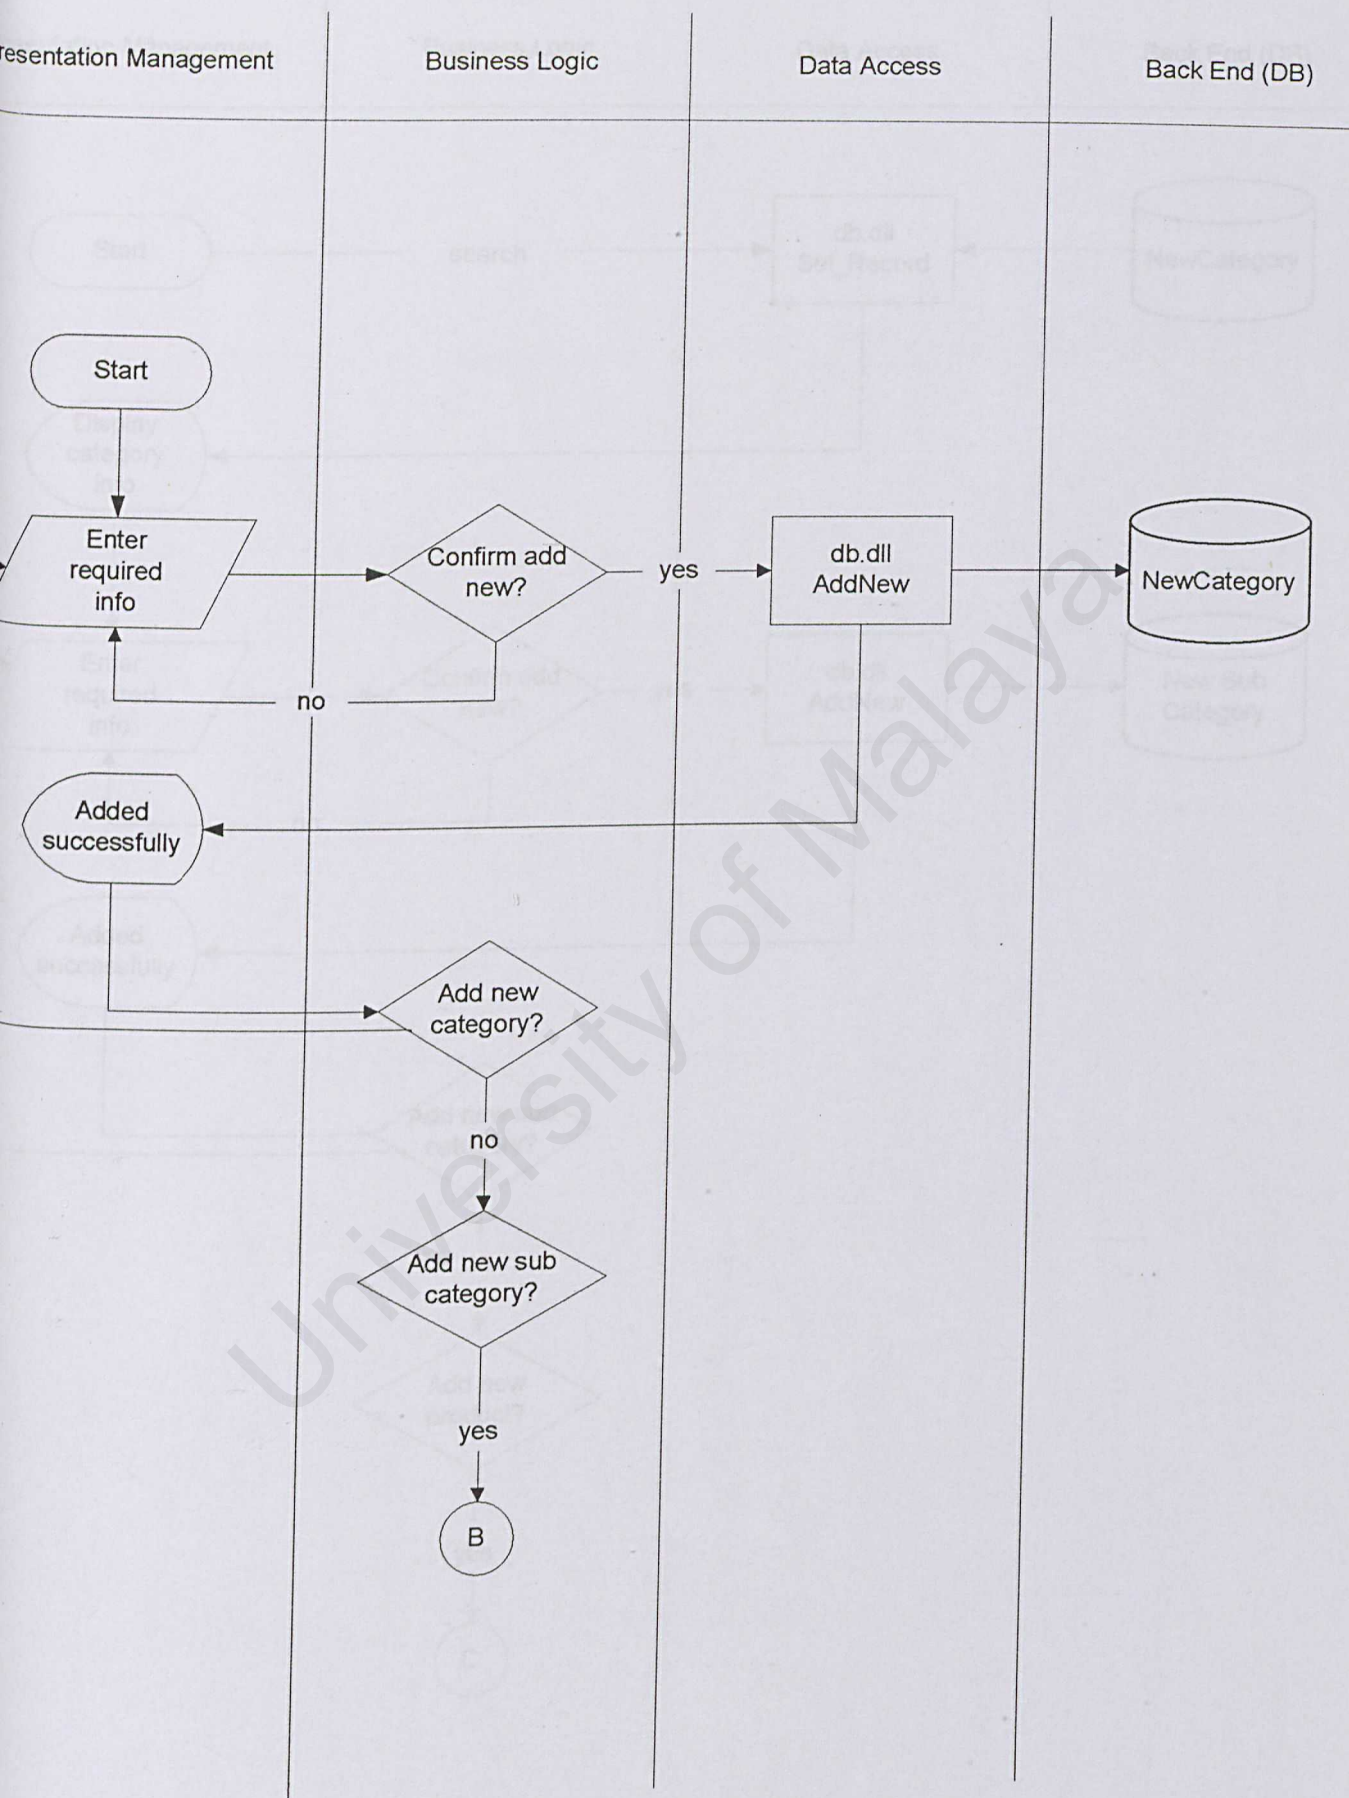 resentation Management
Business Logic
Data Access
Back End (DB)
Start
Enter
required
info
Confirm add
new?
yes
db.dll
AddNew
NewCategory
no
Added
successfully
Add new
category?
no
Add new sub
category?
yes
B
University of Malaya